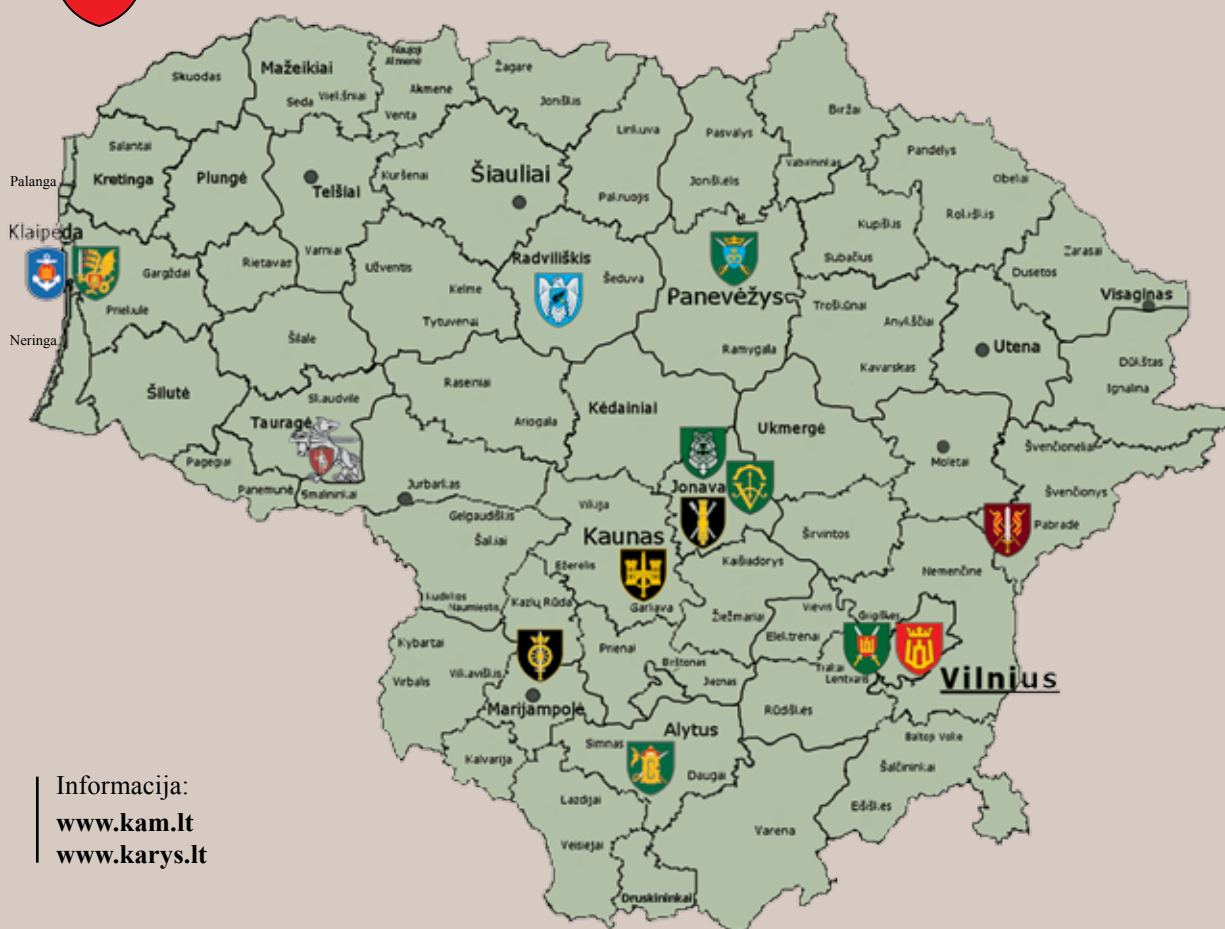 Skuodas
Mažeikiai
Seda
Viekšniai
Naujoji
Akmenė
Akmenė
Venta
Žagarė
Joniškis
Linkuva
Pasvalys
Biržai
Vabalninkas
Pandėlys
Obeliai
Salantai
Palanga
Kretinga
Plungė
Telšiai
Kuršėnai
Šiauliai
Pakruojis
Joniškėlis
Kupiškis
Rokiškis
Klaipėda
Gargždai
Rietavas
Varniai
Užventis
Radviliškis
Šeduva
Panevėžys
Subačius
Zarasai
Dusetos
Visaginas
Priekulė
Kelmė
Tytuvėnai
Troškūnai
Anykščiai
Neringa
Šilalė
Ramygala
Kavarskas
Utena
Dūkštas
Ignalina
Šilutė
Skaudvilė
Tauragė
Raseiniai
Ariogala
Kėdainiai
Ukmergė
Švenčionėliai
Pagėgiai
Panemunė
Smalininkai
Jurbarkas
Jonava
Molėtai
Švenčionys
Gelgaudiškis
Šakiai
Vilkija
Kaunas
Širvintos
Pabradė
Ežerėlis
Kaišiadorys
Nemenčinė
Kudirkos
Naumiestis
Kazlų Rūda
Garliava
Žiežmariai
Vievis
Grigiškės
Kybartai
Virbalis
Vilkaviškis
Prienai
Birštonas
Jieznas
Elektrėnai
Trakai
Lentvaris
Vilnius
Marijampolė
Rūdiškės
Kalvarija
Simnas
Alytus
Daugai
Baltoji Vokė
Šalčininkai
Eišiškės
Lazdijai
Veisiejai
Varėna
Druskininkai
Informacija:
www.kam.lt
www.karys.lt